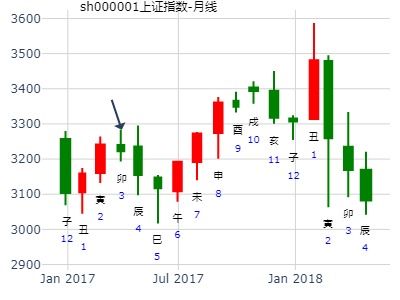 sh000001上证指数-月线
3600
3500
3400
3300
3200
3100
3000
2900
子
12
丑
1
寅
2
卯
3
辰
4
巳
5
午
6
未
7
申
8
酉
9
戌
10
亥
11
子
12
丑
1
寅
2
卯
3
辰
4
Jan 2017
Jul 2017
Jan 2018